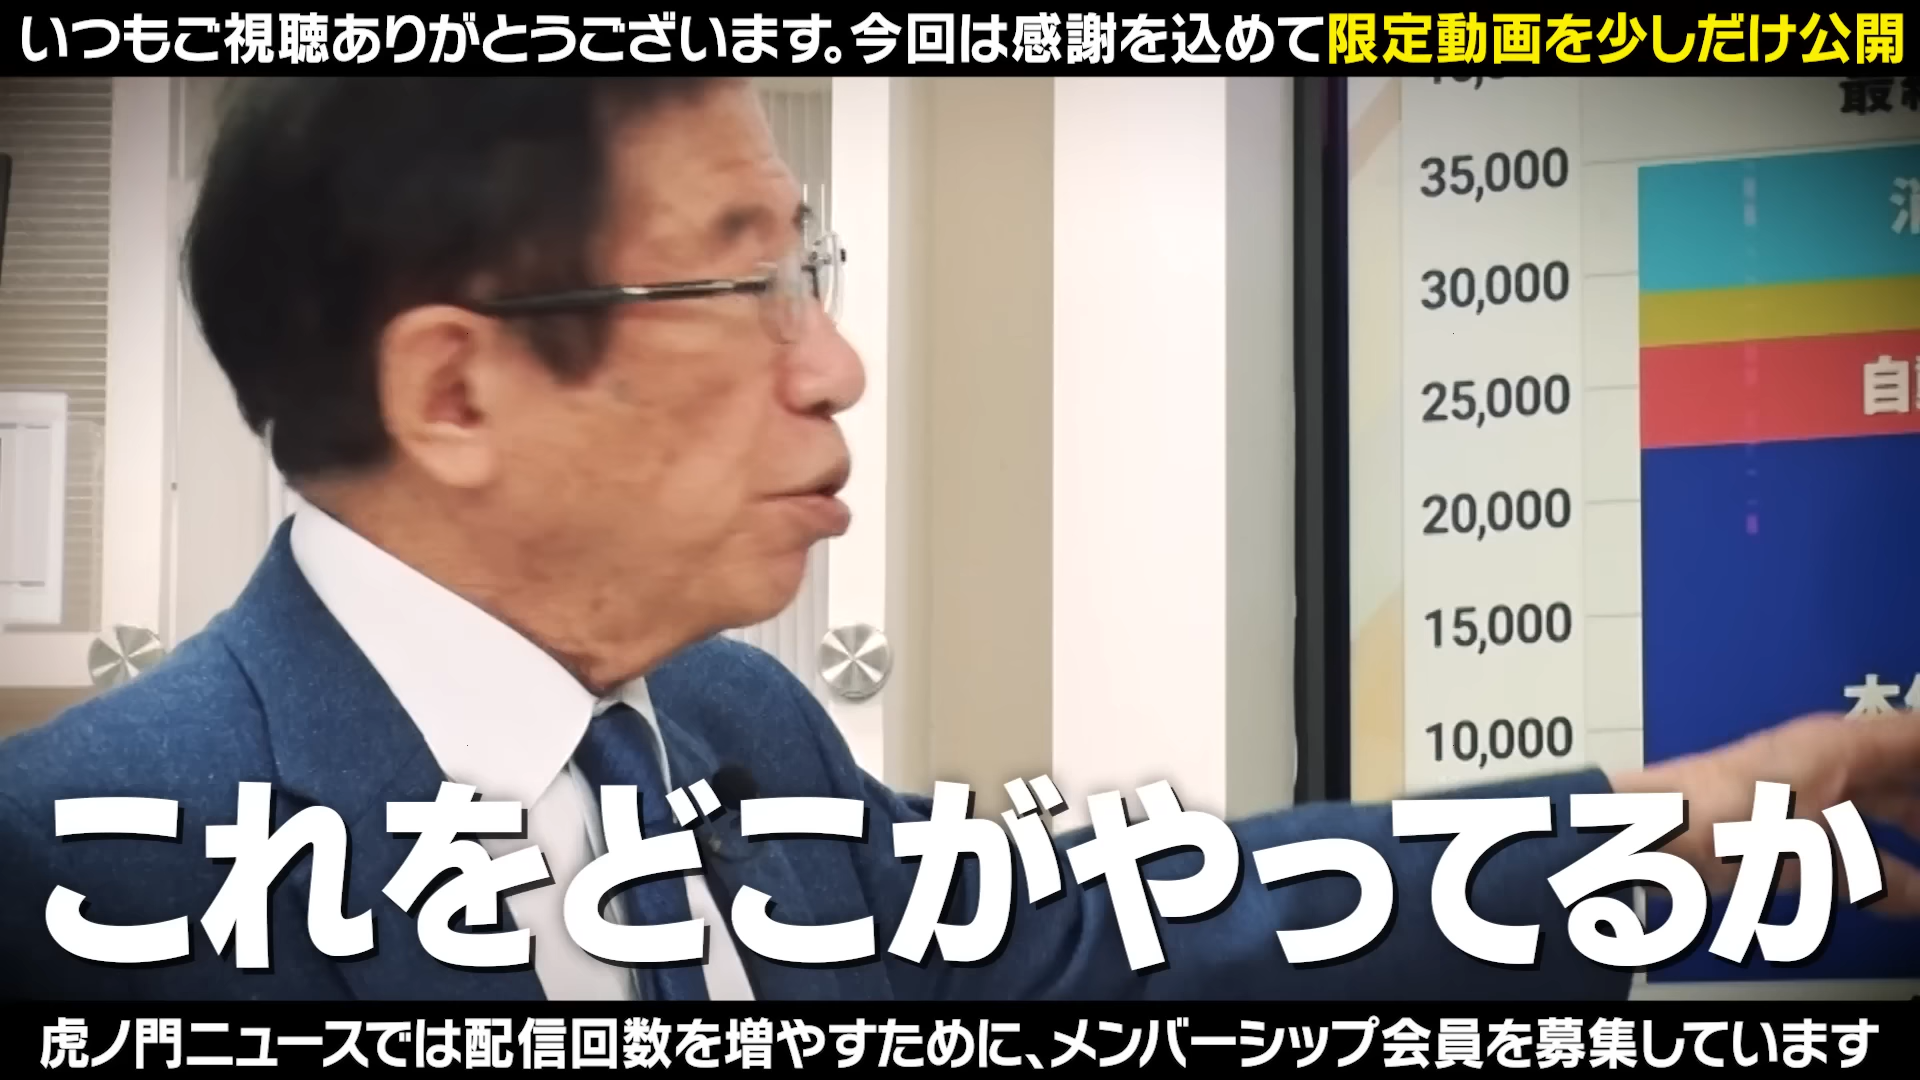 いつもご視聴ありがとうございます。今回は感謝を込めて限定動画を少しだけ公開
35,000
30,000
25,000
20,000
15,000
10,000
これをどこがやってるか
虎ノ門ニュースでは配信回数を増やすために、メンバーシップ会員を募集しています